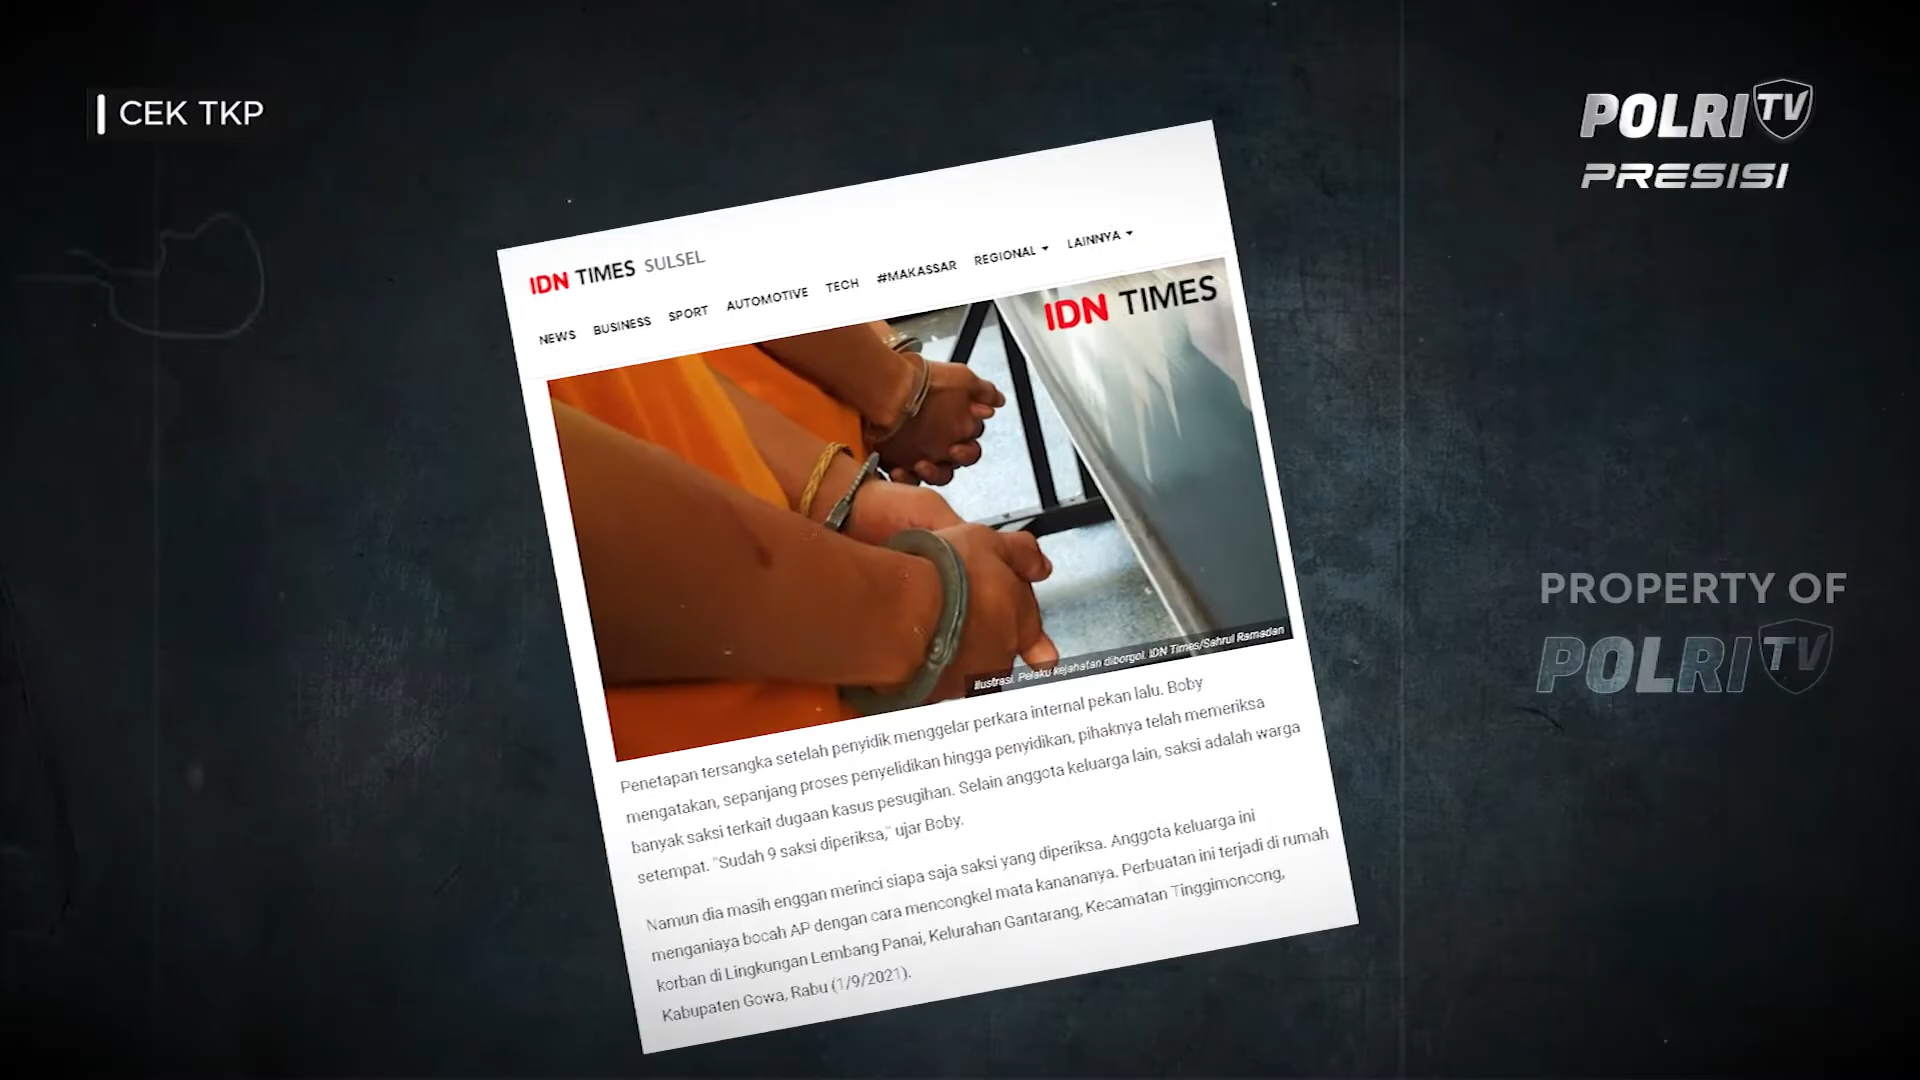 CEK TKP
POLRI TV
PRESISI
IDN TIMES SULSEL
NEWS BUSINESS SPORT AUTOMOTIVE TECH #MAKASSAR REGIONAL LAINNYA
IDN TIMES
Ilustrasi. Pelaku kejahatan diborgol. IDN Times/Sahrul Ramadan
Penetapan tersangka setelah penyidik menggelar perkara internal pekan lalu. Boby
mengatakan, sepanjang proses penyelidikan hingga penyidikan, pihaknya telah memeriksa
banyak saksi terkait dugaan kasus pesugihan. Selain anggota keluarga lain, saksi adalah warga
setempat. "Sudah 9 saksi diperiksa," ujar Boby.
Namun dia masih enggan merinci siapa saja saksi yang diperiksa. Anggota keluarga ini
menganiaya bocah AP dengan cara mencongkel mata kanananya. Perbuatan ini terjadi di rumah
korban di Lingkungan Lembang Panai, Kelurahan Gantarang, Kecamatan Tinggimoncong,
Kabupaten Gowa, Rabu (1/9/2021).
PROPERTY OF
POLRI TV